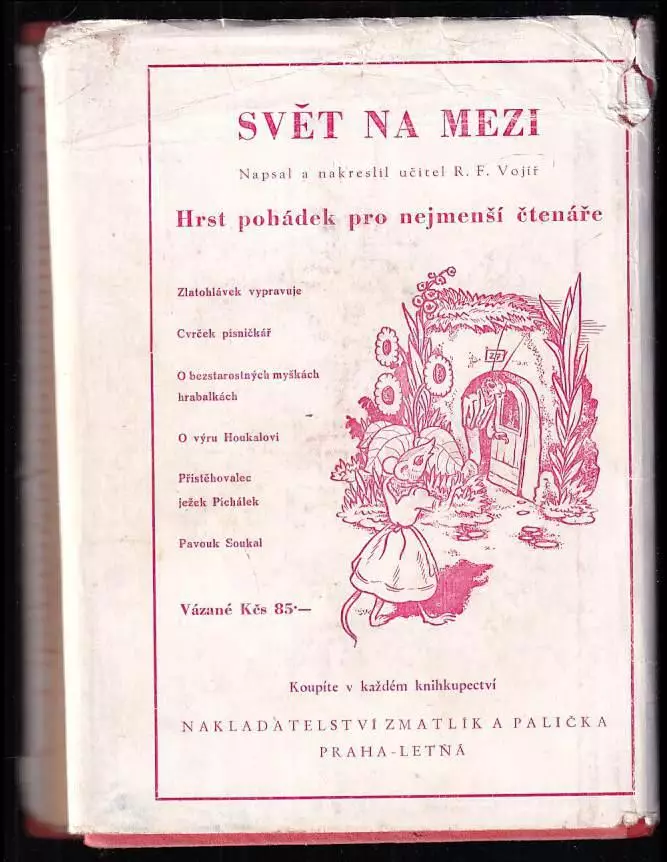 SVĚT NA MEZI
Napsal a nakreslil učitel R. F. Vojíř
Hrst pohádek pro nejmenší čtenáře
Zlatohlávek vypravuje
Cvrček písničkář
O bezstarostných myškách
hrabalkách
O výru Houkalovi
Přistěhovalec
ježek Pichálek
Pavouk Soukal
Vázané Kčs 85·—
27
Koupíte v každém knihkupectví
NAKLADATELSTVÍ ZMATLÍK A PALIČKA
PRAHA-LETNÁ